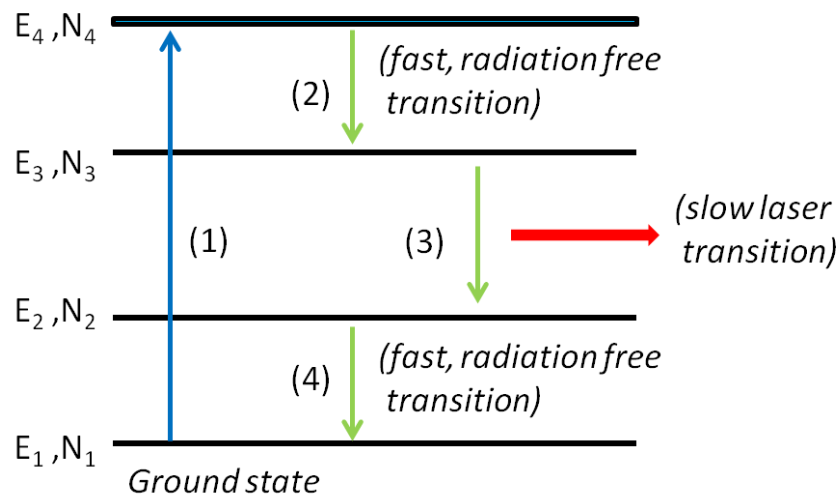 E₄ ,N₄
(2)
(fast, radiation free
transition)
E₃ ,N₃
(1)
(3)
(slow laser
transition)
E₂ ,N₂
(4)
(fast, radiation free
transition)
E₁ ,N₁
Ground state